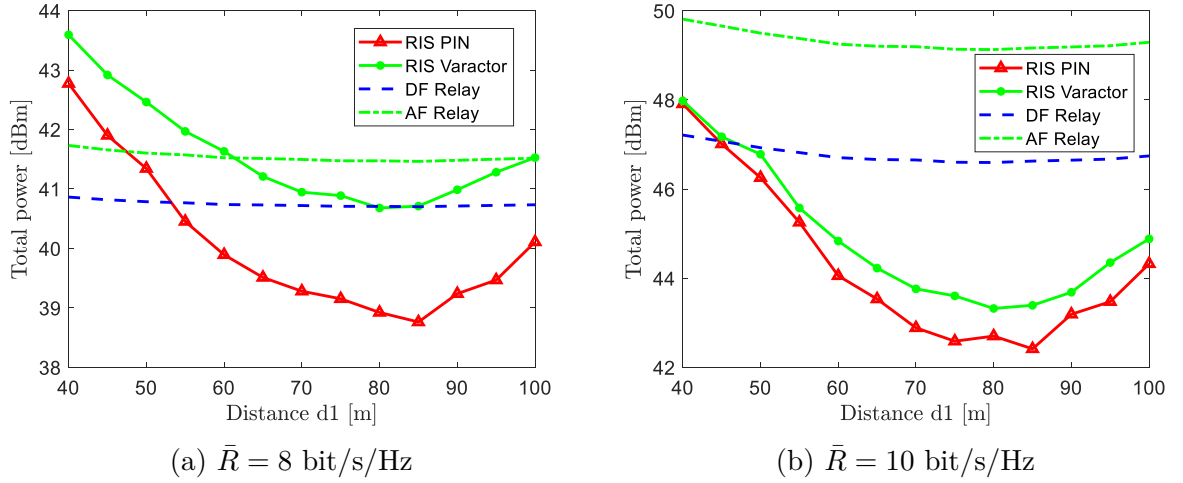 44
43
42
41
40
39
38
Total power [dBm]
RIS PIN
RIS Varactor
DF Relay
AF Relay
40 50 60 70 80 90 100
Distance d1 [m]
(a) R̄ = 8 bit/s/Hz
50
48
46
44
42
Total power [dBm]
RIS PIN
RIS Varactor
DF Relay
AF Relay
40 50 60 70 80 90 100
Distance d1 [m]
(b) R̄ = 10 bit/s/Hz